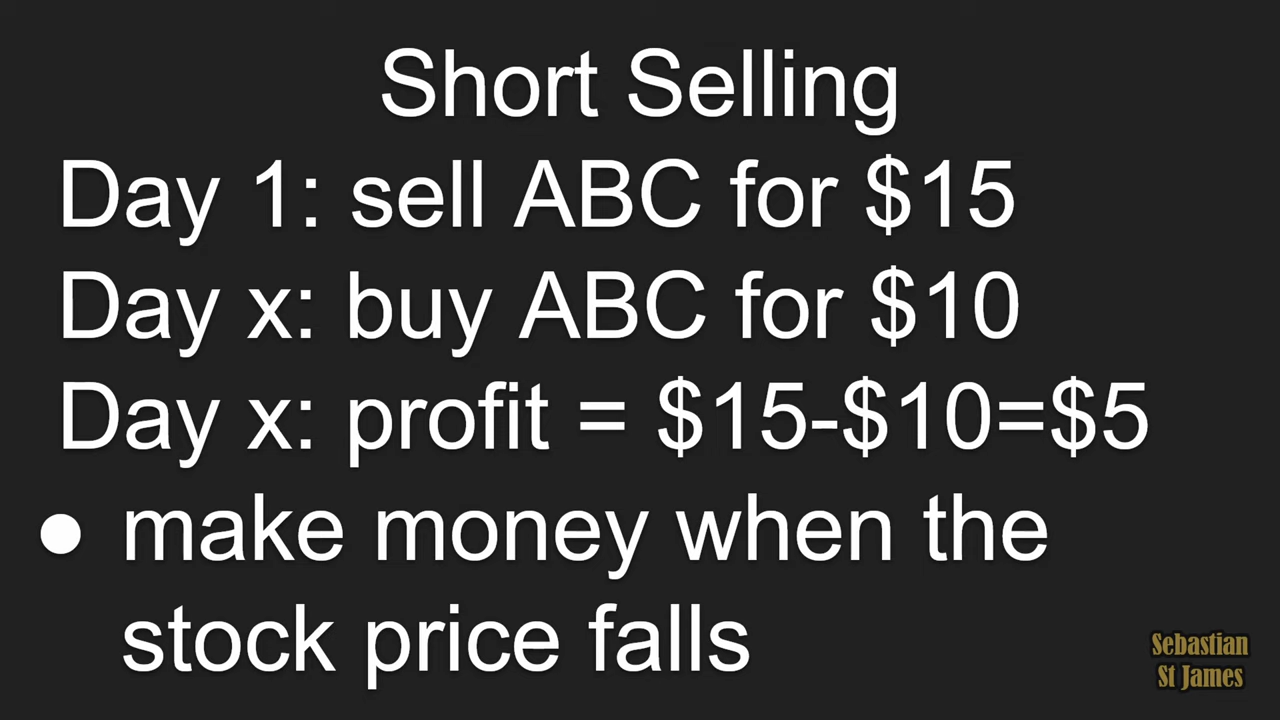 Short Selling
Day 1: sell ABC for $15
Day x: buy ABC for $10
Day x: profit = $15-$10=$5
● make money when the
stock price falls
Sebastian
St James